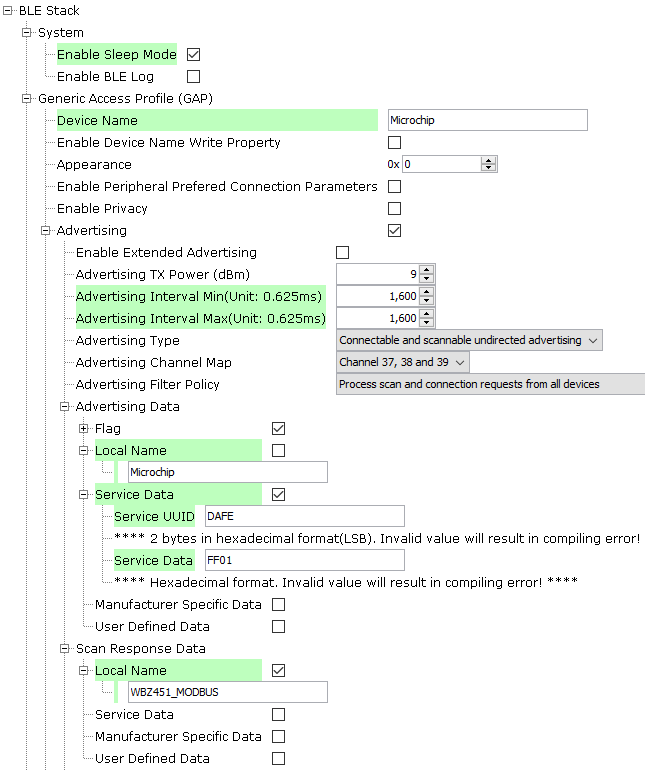 BLE Stack
System
Enable Sleep Mode
Enable BLE Log
Generic Access Profile (GAP)
Device Name Microchip
Enable Device Name Write Property
Appearance 0x 0
Enable Peripheral Prefered Connection Parameters
Enable Privacy
Advertising
Enable Extended Advertising
Advertising TX Power (dBm) 9
Advertising Interval Min(Unit: 0.625ms) 1,600
Advertising Interval Max(Unit: 0.625ms) 1,600
Advertising Type Connectable and scannable undirected advertising
Advertising Channel Map Channel 37, 38 and 39
Advertising Filter Policy Process scan and connection requests from all devices
Advertising Data
Flag
Local Name
Microchip
Service Data
Service UUID DAFE
**** 2 bytes in hexadecimal format(LSB). Invalid value will result in compiling error!
Service Data FF01
**** Hexadecimal format. Invalid value will result in compiling error! ****
Manufacturer Specific Data
User Defined Data
Scan Response Data
Local Name
WBZ451_MODBUS
Service Data
Manufacturer Specific Data
User Defined Data